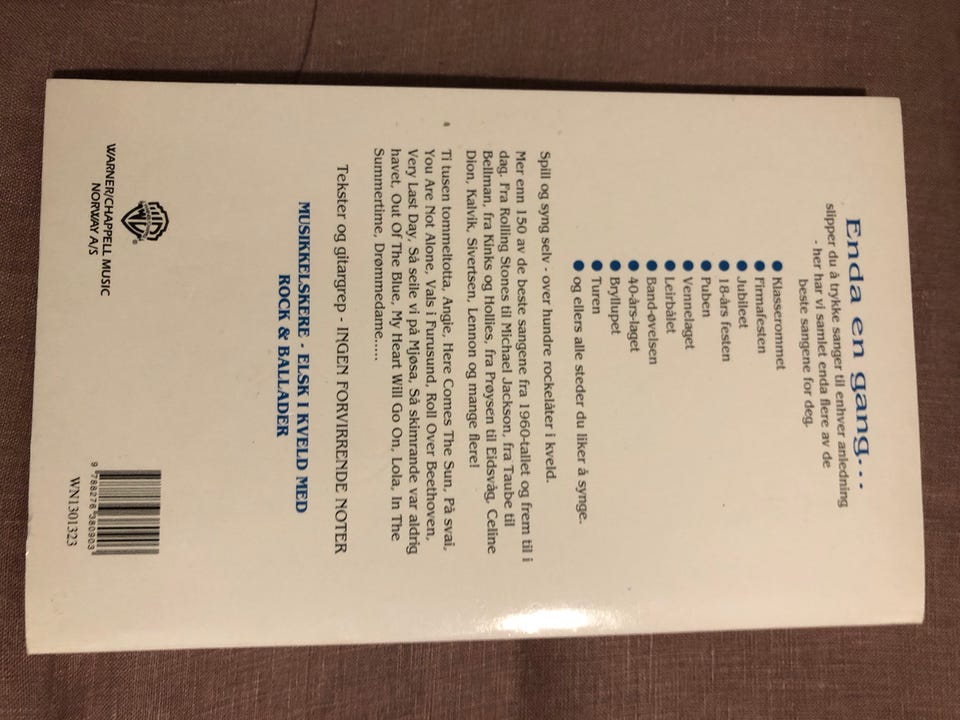 Enda en gang...
slipper du å trykke sanger til enhver anledning
- her har vi samlet enda flere av de
beste sangene for deg.
● Klasserommet
● Firmafesten
● Jubileet
● 18-års festen
● Puben
● Vennelaget
● Leirbålet
● Band-øvelsen
● 40-års-laget
● Bryllupet
● Turen
● og ellers alle steder du liker å synge.
Spill og syng selv - over hundre rockelåter i kveld.
Mer enn 150 av de beste sangene fra 1960-tallet og frem til i
dag. Fra Rolling Stones til Michael Jackson, fra Taube til
Bellman, fra Kinks og Hollies, fra Prøysen til Eidsvåg, Celine
Dion, Kalvik, Sivertsen, Lennon og mange flere!
Ti tusen tommeltotta, Angie, Here Comes The Sun, På svai,
You Are Not Alone, Vals i Furusund, Roll Over Beethoven,
Very Last Day, Så seile vi på Mjøsa, Så skimrande var aldrig
havet, Out Of The Blue, My Heart Will Go On, Lola, In The
Summertime, Drømmedame.....
Tekster og gitargrep - INGEN FORVIRRENDE NOTER
MUSIKKELSKERE - ELSK I KVELD MED
ROCK & BALLADER
WARNER/CHAPPELL MUSIC
NORWAY A/S
9 788276 380903
WN1301323